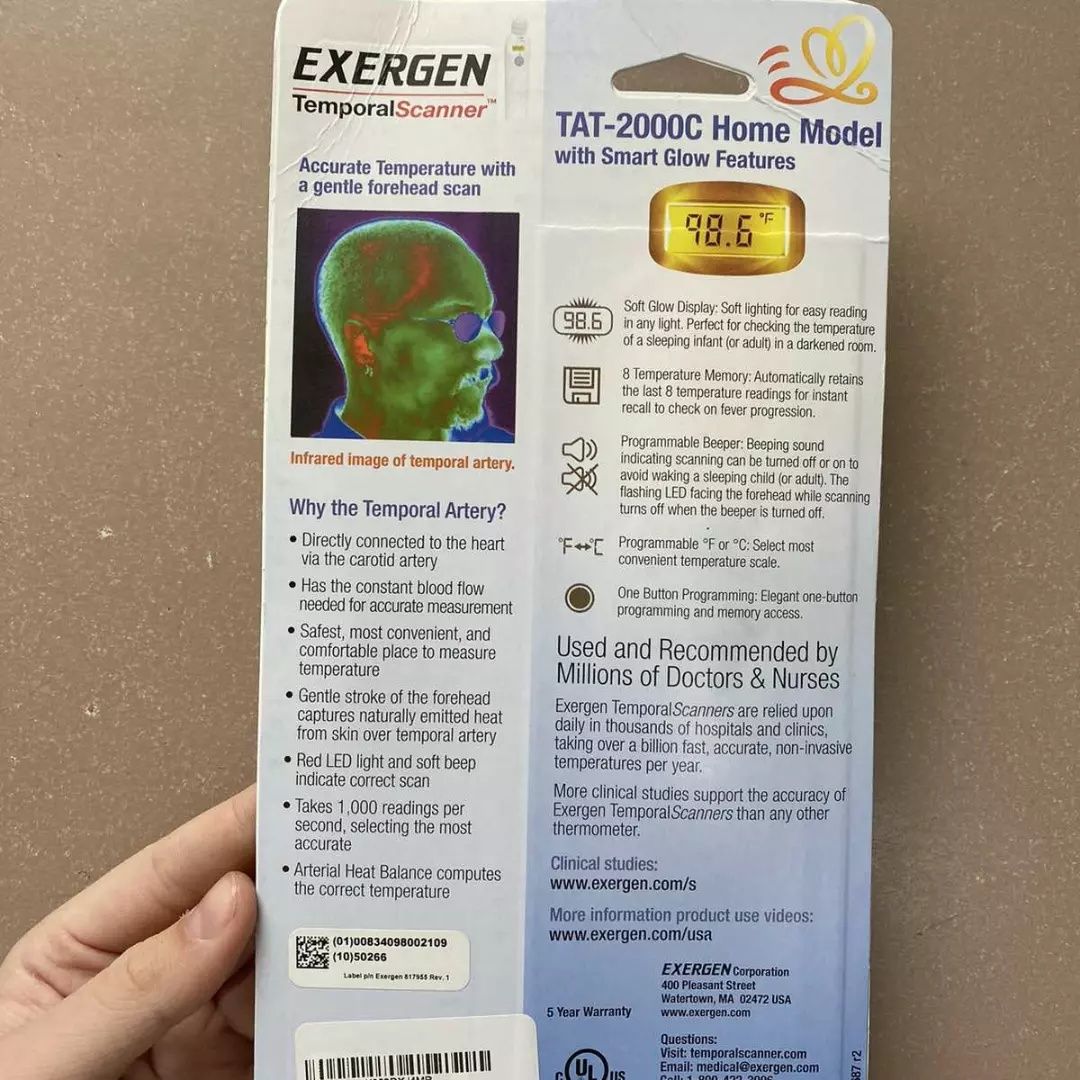 EXERGEN
TemporalScanner™
Accurate Temperature with
a gentle forehead scan
Infrared image of temporal artery.
Why the Temporal Artery?
• Directly connected to the heart
via the carotid artery
• Has the constant blood flow
needed for accurate measurement
• Safest, most convenient, and
comfortable place to measure
temperature
• Gentle stroke of the forehead
captures naturally emitted heat
from skin over temporal artery
• Red LED light and soft beep
indicate correct scan
• Takes 1,000 readings per
second, selecting the most
accurate
• Arterial Heat Balance computes
the correct temperature
(01)00834098002109
(10)50266
Label p/n Exergen 817955 Rev. 1
TAT-2000C Home Model
with Smart Glow Features
98.6 °F
98.6
Soft Glow Display: Soft lighting for easy reading
in any light. Perfect for checking the temperature
of a sleeping infant (or adult) in a darkened room.
8 Temperature Memory: Automatically retains
the last 8 temperature readings for instant
recall to check on fever progression.
Programmable Beeper: Beeping sound
indicating scanning can be turned off or on to
avoid waking a sleeping child (or adult). The
flashing LED facing the forehead while scanning
turns off when the beeper is turned off.
°F↔°C
Programmable °F or °C: Select most
convenient temperature scale.
One Button Programming: Elegant one-button
programming and memory access.
Used and Recommended by
Millions of Doctors & Nurses
Exergen TemporalScanners are relied upon
daily in thousands of hospitals and clinics,
taking over a billion fast, accurate, non-invasive
temperatures per year.
More clinical studies support the accuracy of
Exergen TemporalScanners than any other
thermometer.
Clinical studies:
www.exergen.com/s
More information product use videos:
www.exergen.com/usa
EXERGEN Corporation
400 Pleasant Street
Watertown, MA 02472 USA
www.exergen.com
5 Year Warranty
Questions:
Visit: temporalscanner.com
Email: medical@exergen.com
C UL US